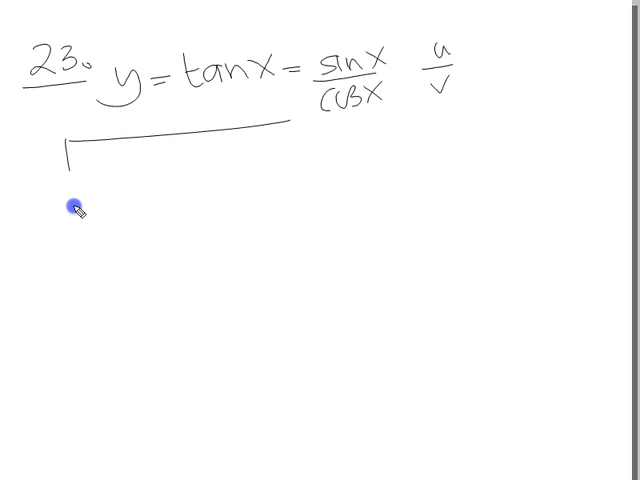 23. y = tanx = sinx/cosx u/v